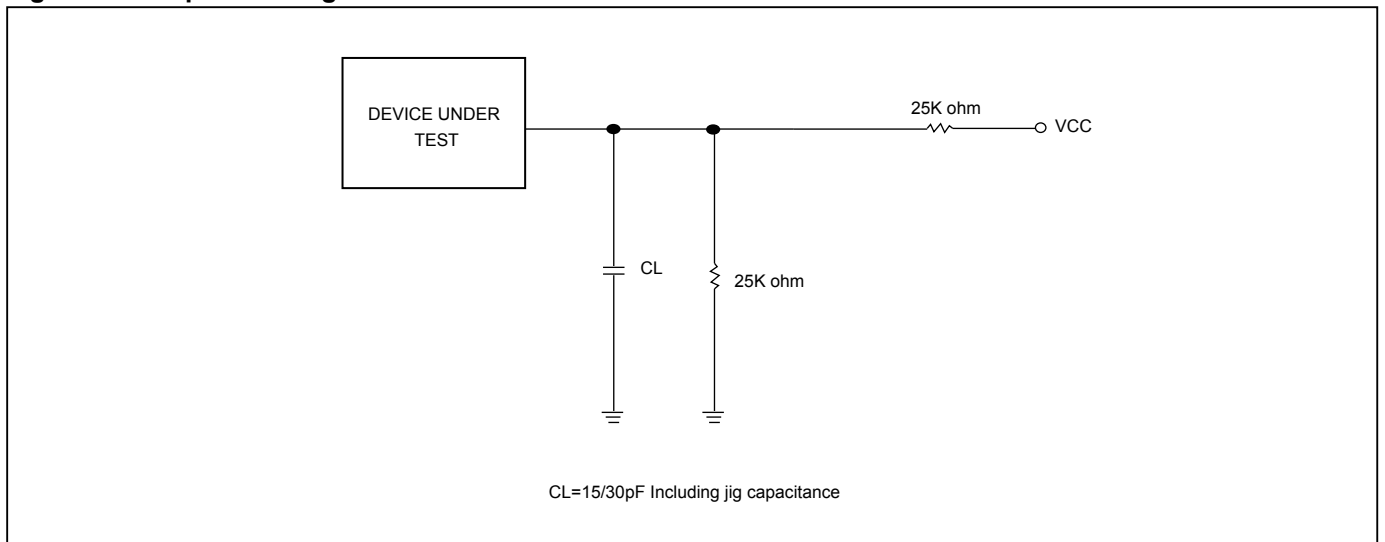 DEVICE UNDER
TEST
25K ohm
VCC
CL
25K ohm
CL=15/30pF Including jig capacitance